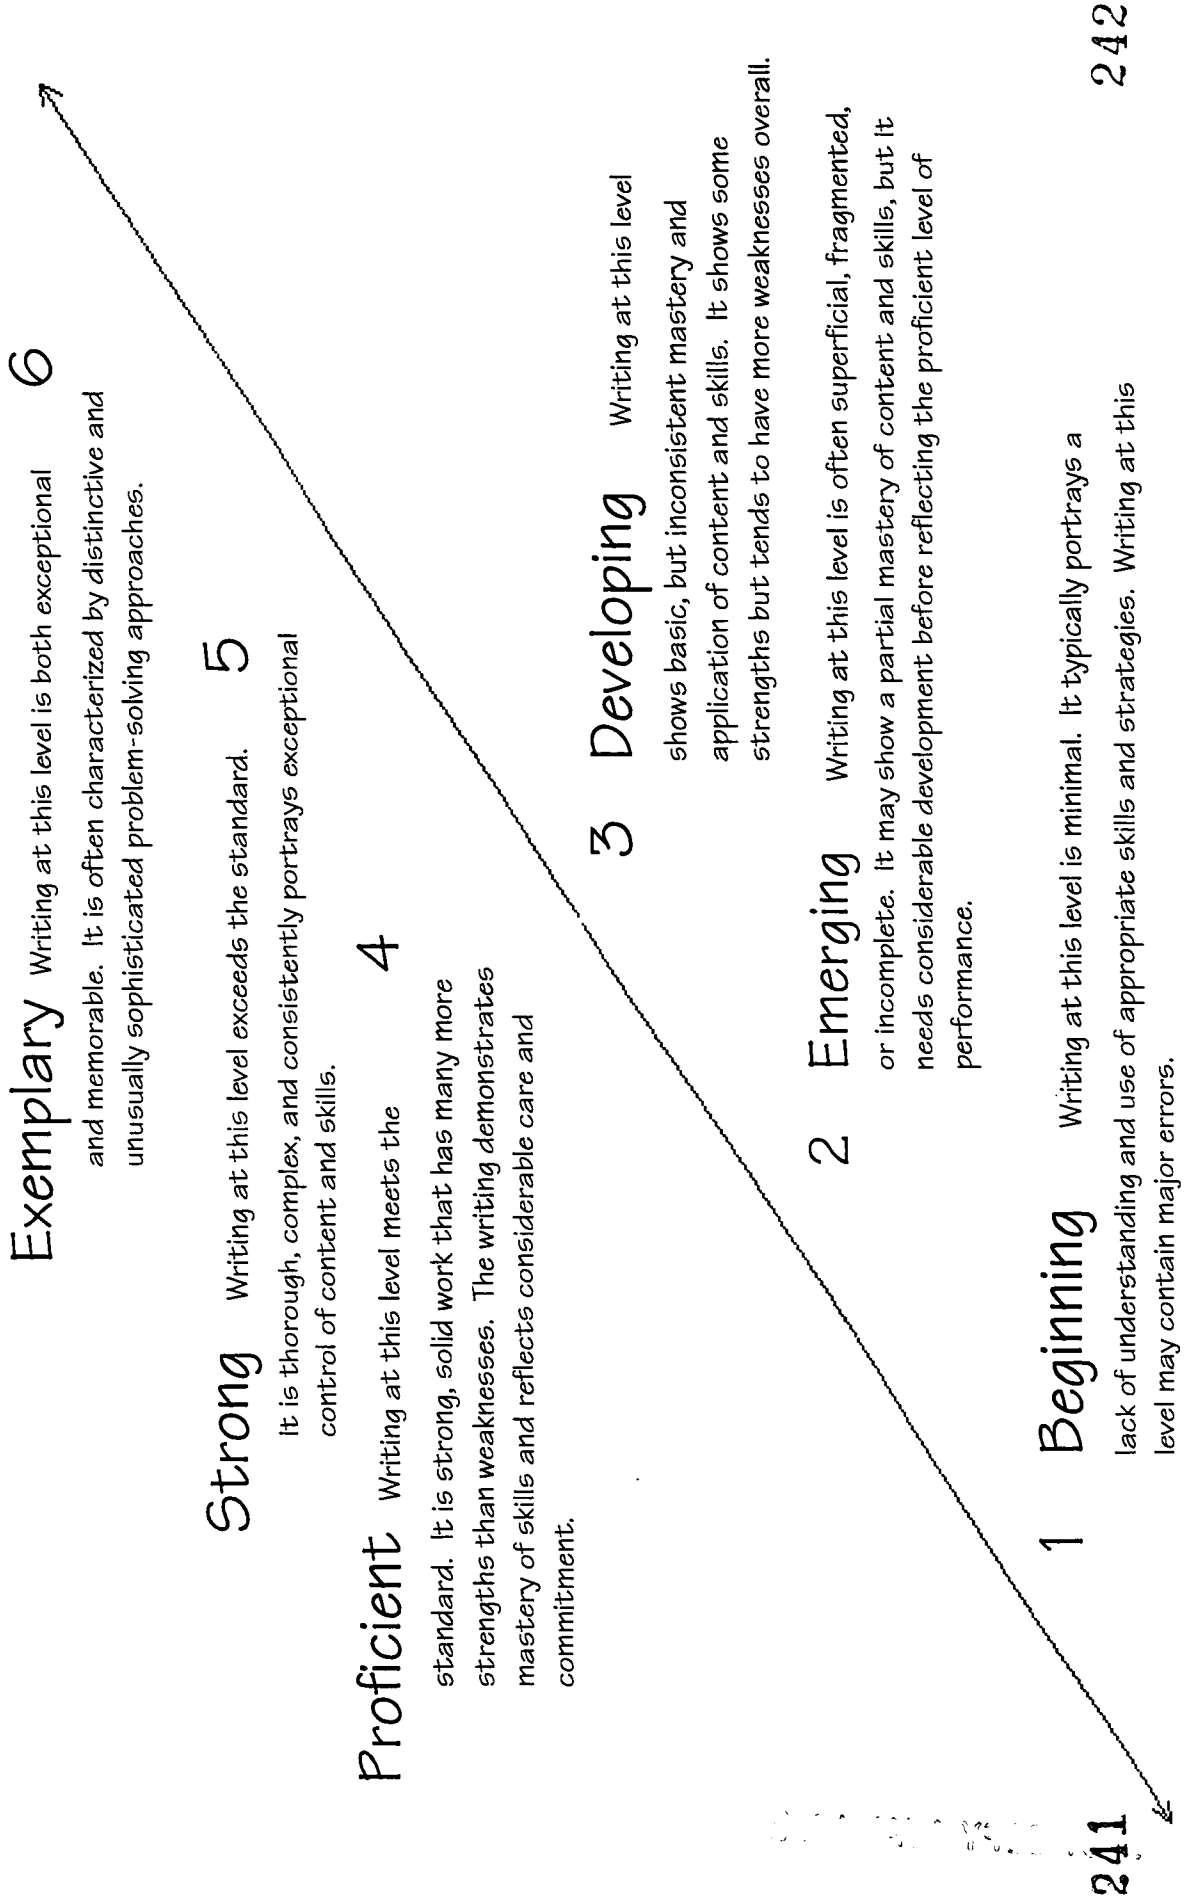 Exemplary Writing at this level is both exceptional 6
and memorable. It is often characterized by distinctive and
unusually sophisticated problem-solving approaches.
Strong Writing at this level exceeds the standard. 5
It is thorough, complex, and consistently portrays exceptional
control of content and skills.
Proficient Writing at this level meets the 4
standard. It is strong, solid work that has many more
strengths than weaknesses. The writing demonstrates
mastery of skills and reflects considerable care and
commitment.
3 Developing Writing at this level
shows basic, but inconsistent mastery and
application of content and skills. It shows some
strengths but tends to have more weaknesses overall.
2 Emerging Writing at this level is often superficial, fragmented,
or incomplete. It may show a partial mastery of content and skills, but it
needs considerable development before reflecting the proficient level of
performance.
1 Beginning Writing at this level is minimal. It typically portrays a
lack of understanding and use of appropriate skills and strategies. Writing at this
level may contain major errors.
241
242